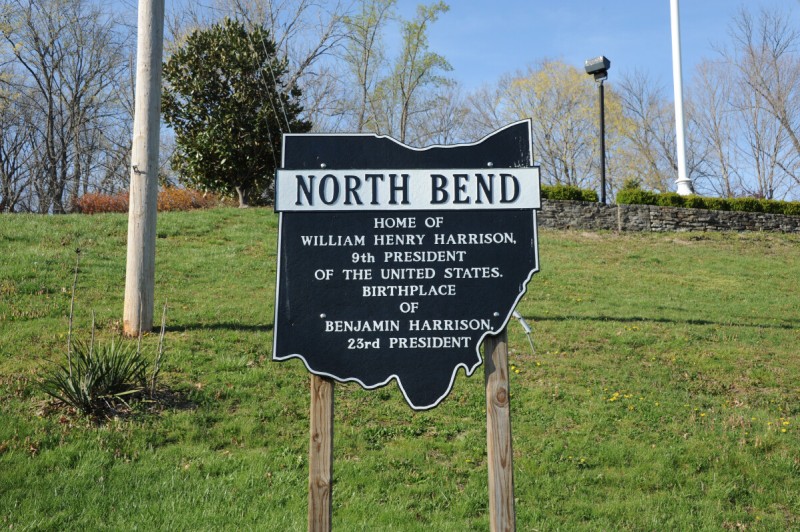 NORTH BEND
HOME OF
WILLIAM HENRY HARRISON,
9th PRESIDENT
OF THE UNITED STATES.
BIRTHPLACE
OF
BENJAMIN HARRISON,
23rd PRESIDENT